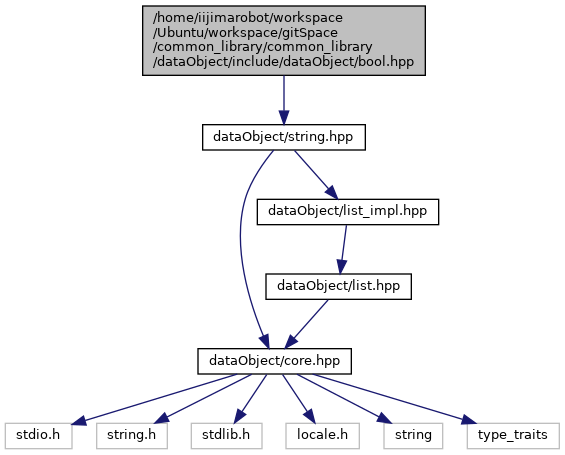 /home/iijimarobot/workspace
/Ubuntu/workspace/gitSpace
/common_library/common_library
/dataObject/include/dataObject/bool.hpp
dataObject/string.hpp
dataObject/list_impl.hpp
dataObject/list.hpp
dataObject/core.hpp
stdio.h
string.h
stdlib.h
locale.h
string
type_traits